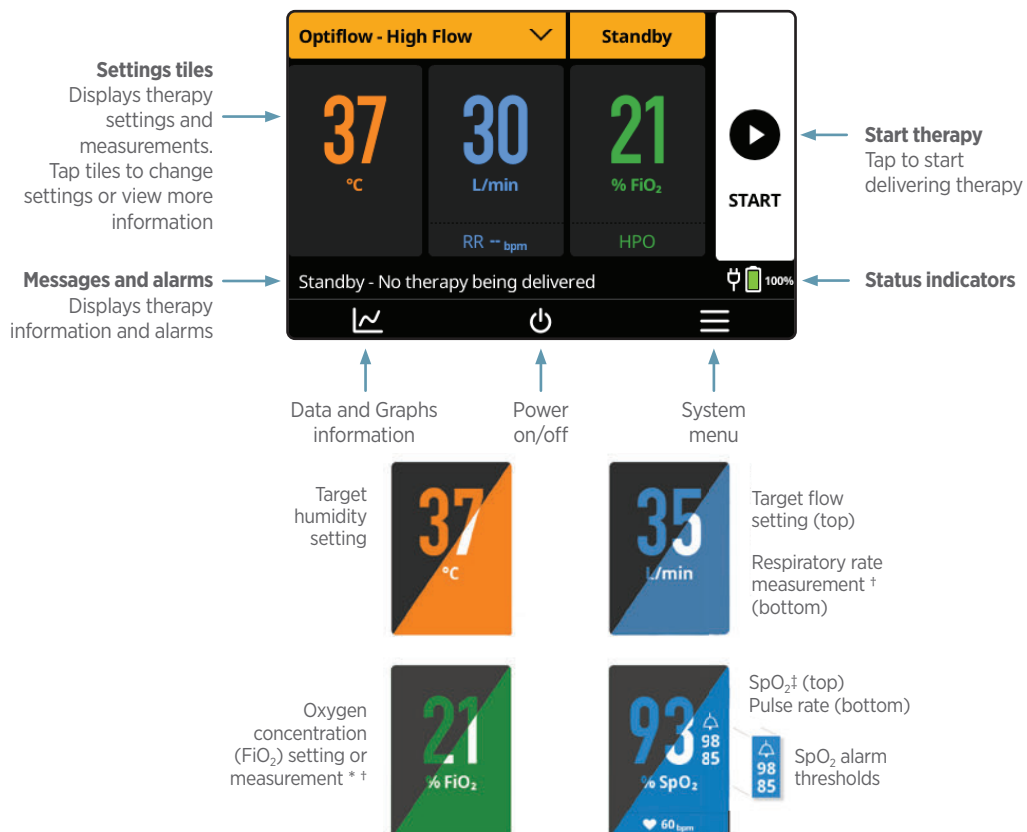 Optiflow - High Flow
Standby
Settings tiles
Displays therapy
settings and
measurements.
Tap tiles to change
settings or view more
information
37
°C
30
L/min
RR -- bpm
21
% FiO₂
HPO
START
Start therapy
Tap to start
delivering therapy
Messages and alarms
Displays therapy
information and alarms
Standby - No therapy being delivered
100%
Status indicators
Data and Graphs
information
Power
on/off
System
menu
Target
humidity
setting
37
°C
35
L/min
Target flow
setting (top)
Respiratory rate
measurement †
(bottom)
Oxygen
concentration
(FiO₂) setting or
measurement * †
21
% FiO₂
93
% SpO₂
98
85
60 bpm
SpO₂‡ (top)
Pulse rate (bottom)
98
85
SpO₂ alarm
thresholds